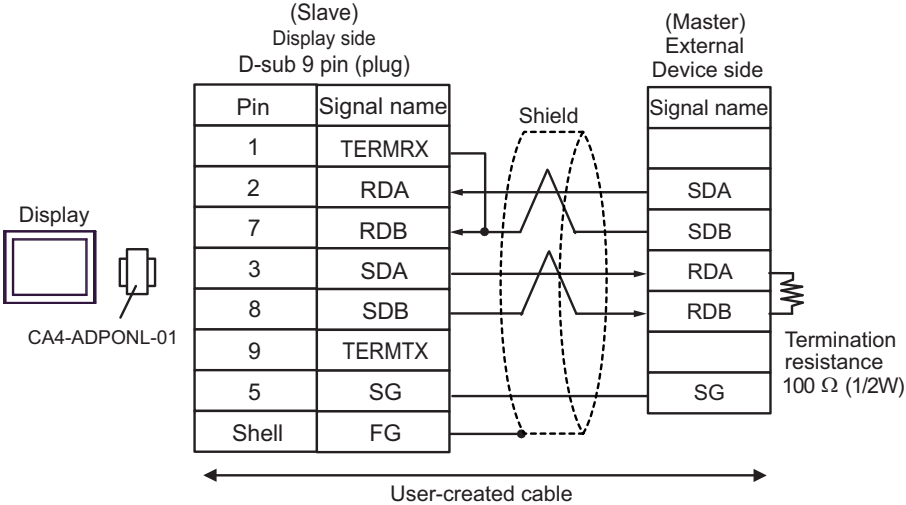 (Slave)
Display side
D-sub 9 pin (plug)
(Master)
External
Device side
Pin Signal name
Shield
Signal name
1 TERMRX
2 RDA
SDA
7 RDB
SDB
3 SDA
RDA
8 SDB
RDB
9 TERMTX
5 SG
SG
Shell FG
Display
CA4-ADPONL-01
Termination
resistance
100 Ω (1/2W)
User-created cable